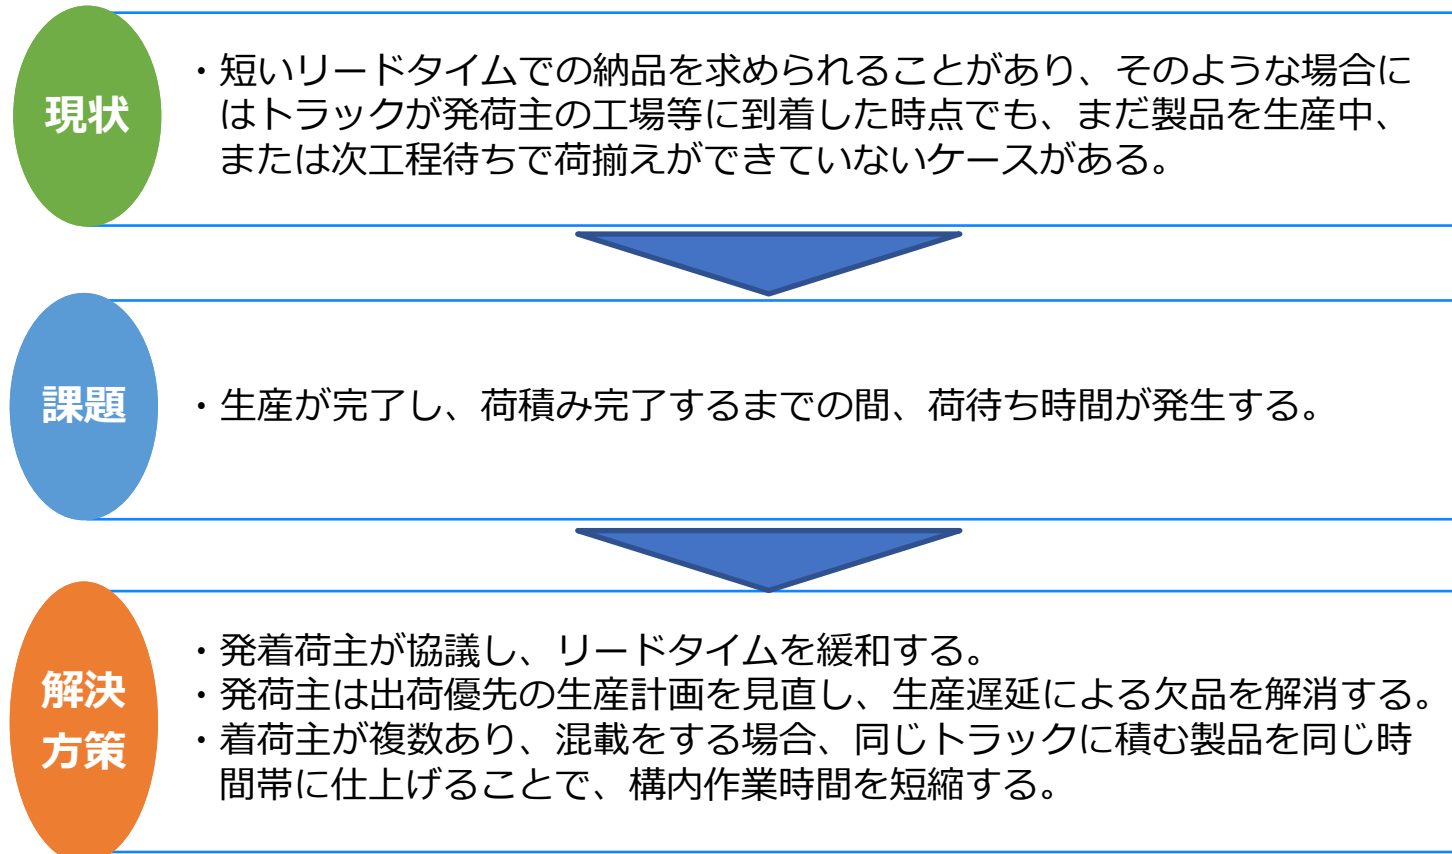 現状
・短いリードタイムでの納品を求められることがあり、そのような場合に
はトラックが発荷主の工場等に到着した時点でも、まだ製品を生産中、
または次工程待ちで荷揃えができていないケースがある。
課題
・生産が完了し、荷積み完了するまでの間、荷待ち時間が発生する。
解決
方策
・発着荷主が協議し、リードタイムを緩和する。
・発荷主は出荷優先の生産計画を見直し、生産遅延による欠品を解消する。
・着荷主が複数あり、混載をする場合、同じトラックに積む製品を同じ時
間帯に仕上げることで、構内作業時間を短縮する。